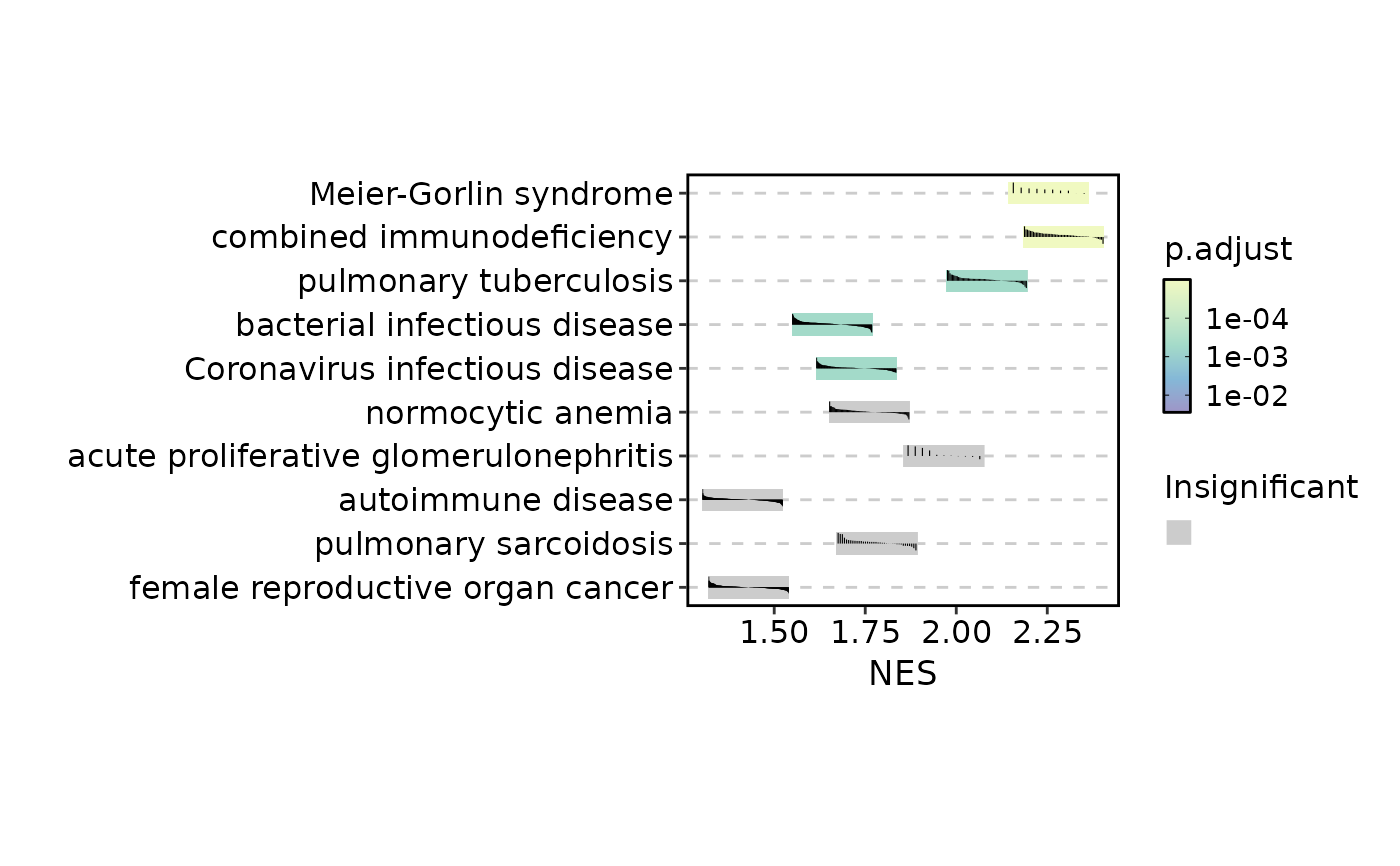 Meier-Gorlin syndrome
combined immunodeficiency
pulmonary tuberculosis
bacterial infectious disease
Coronavirus infectious disease
normocytic anemia
acute proliferative glomerulonephritis
autoimmune disease
pulmonary sarcoidosis
female reproductive organ cancer
1.50 1.75 2.00 2.25
NES
p.adjust
1e-04
1e-03
1e-02
Insignificant